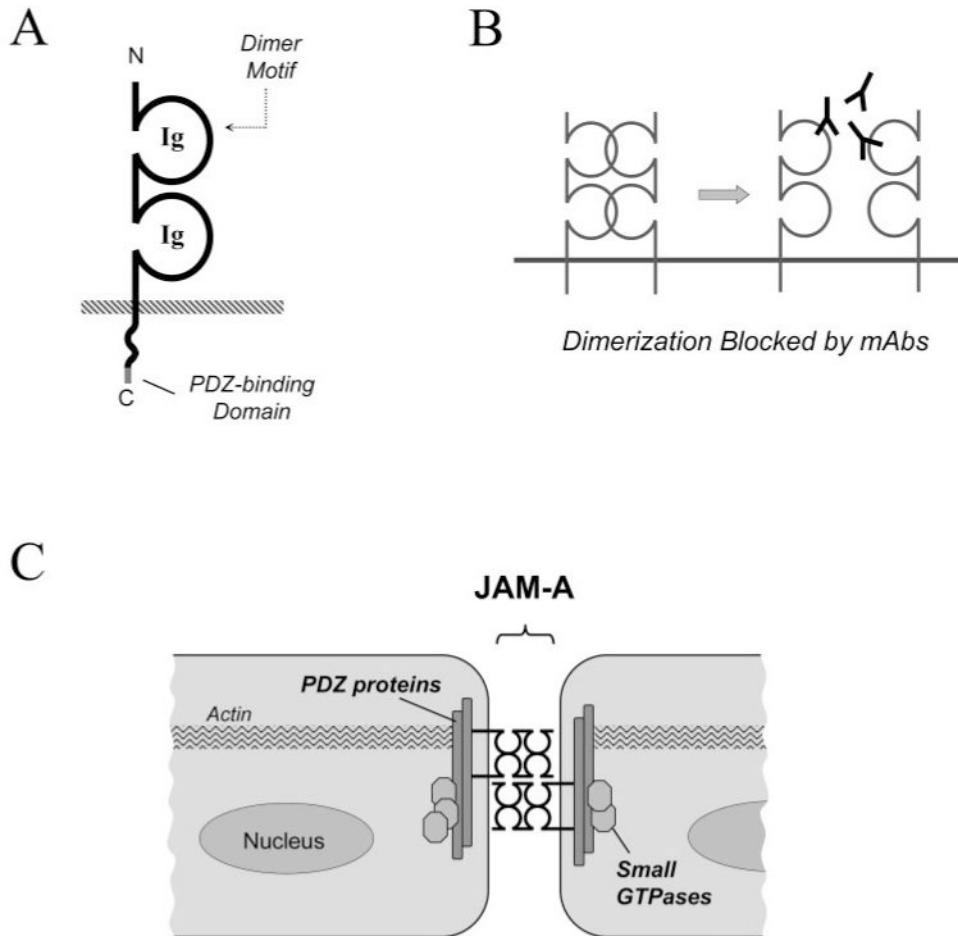 A
N
Dimer
Motif
Ig
Ig
C
PDZ-binding
Domain
B
Dimerization Blocked by mAbs
C
JAM-A
PDZ proteins
Actin
Nucleus
Small
GTPases